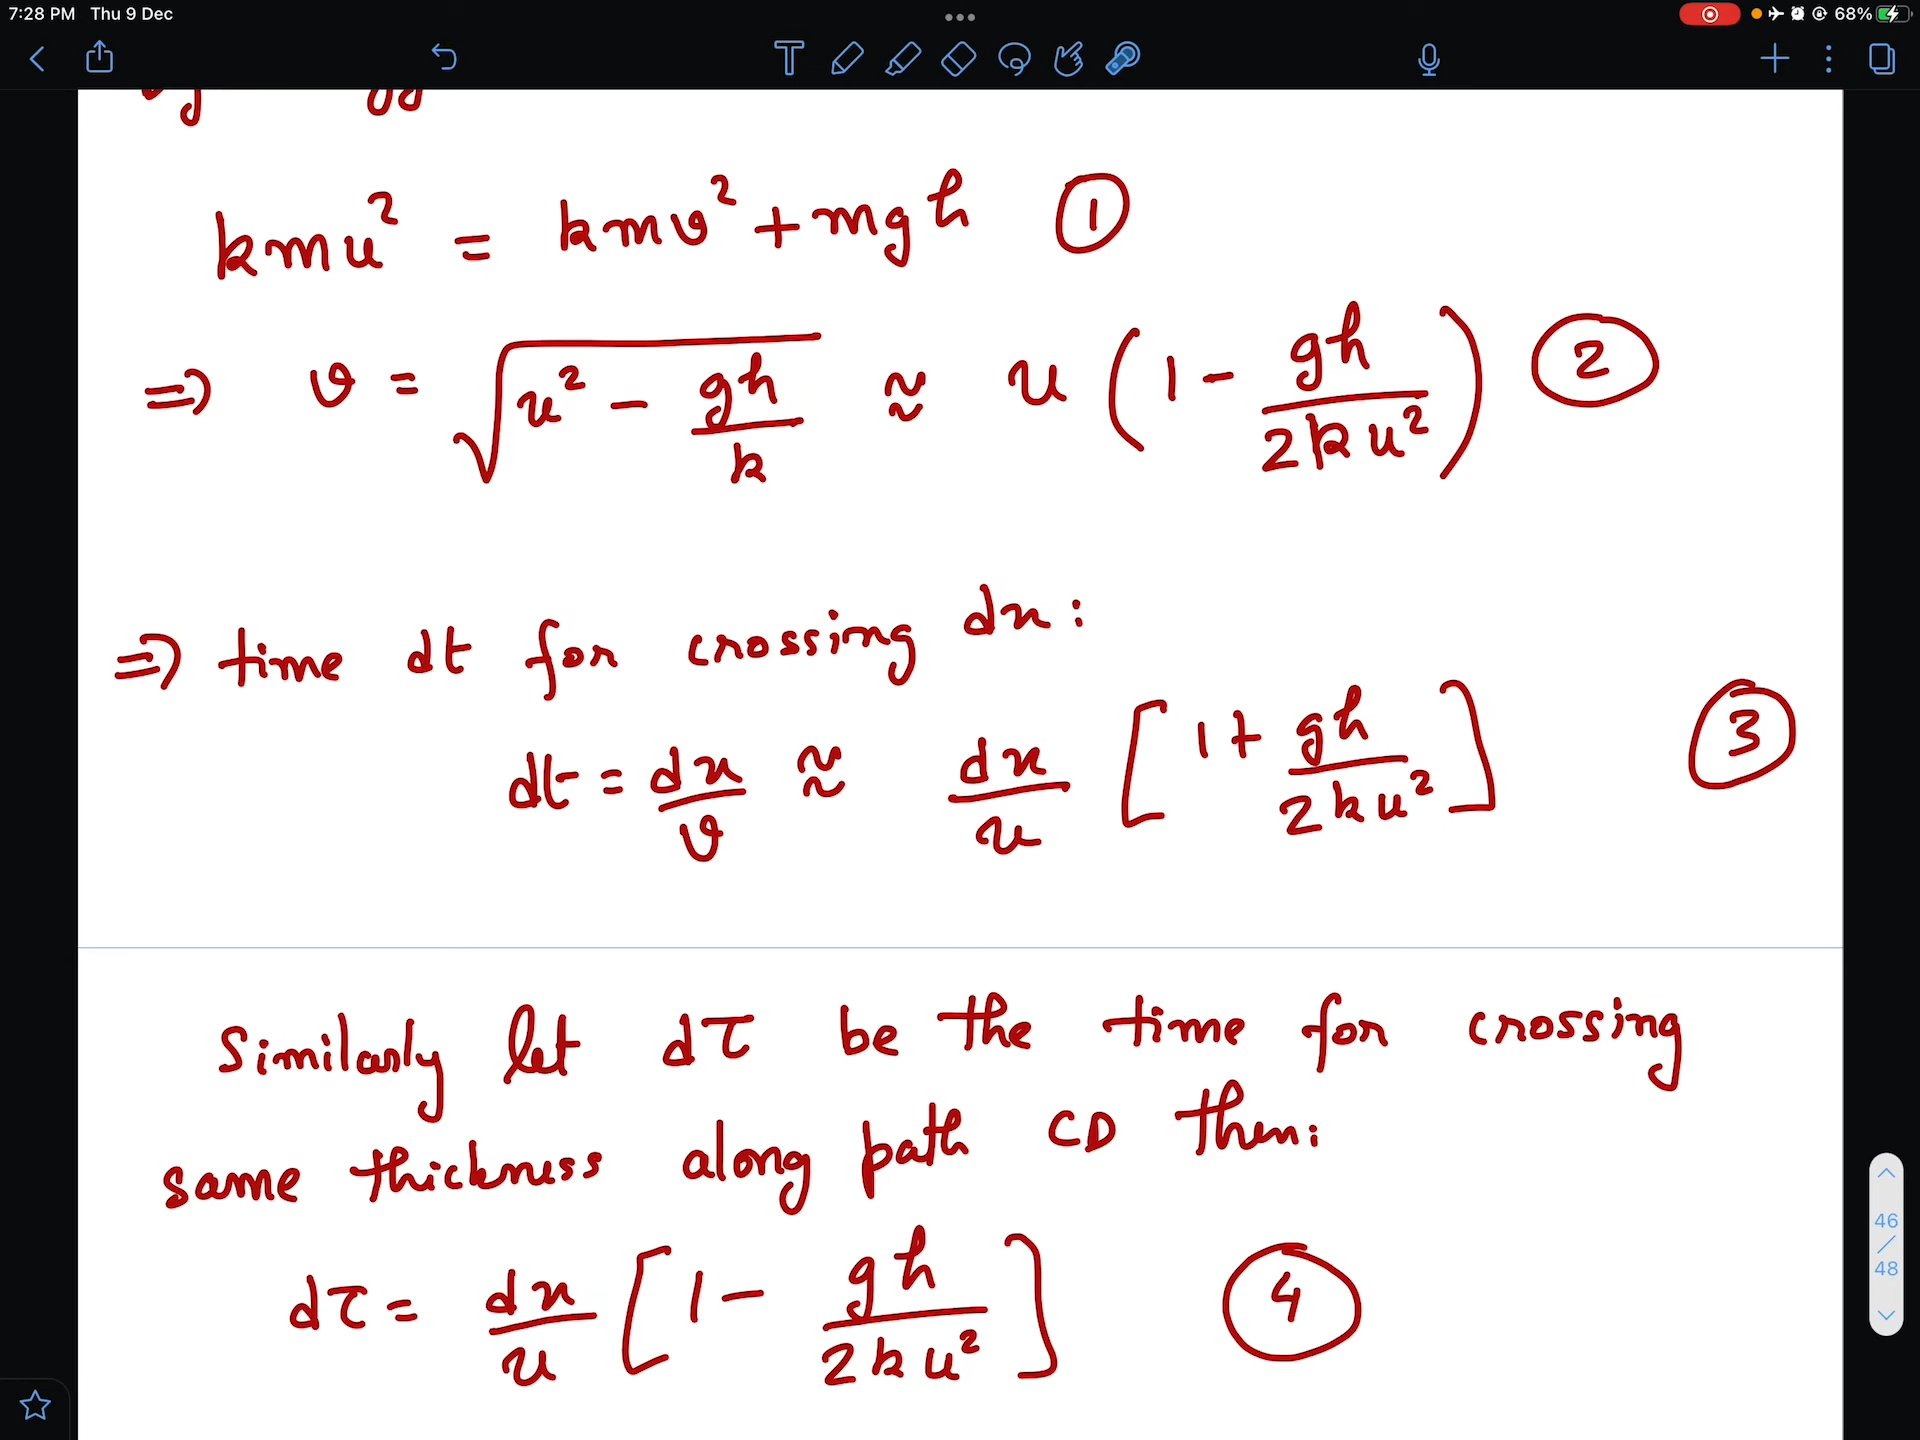 7:28 PM Thu 9 Dec
68%
kmu² = kmv² + mgh ①
⇒ v = √(u² - gh/k) ≈ u (1 - gh/2ku²) ②
⇒ time dt for crossing dx:
dt = dx/v ≈ dx/u [1 + gh/2ku²] ③
Similarly let dτ be the time for crossing
same thickness along path CD then:
dτ = dx/u [1 - gh/2ku²] ④
46
/
48